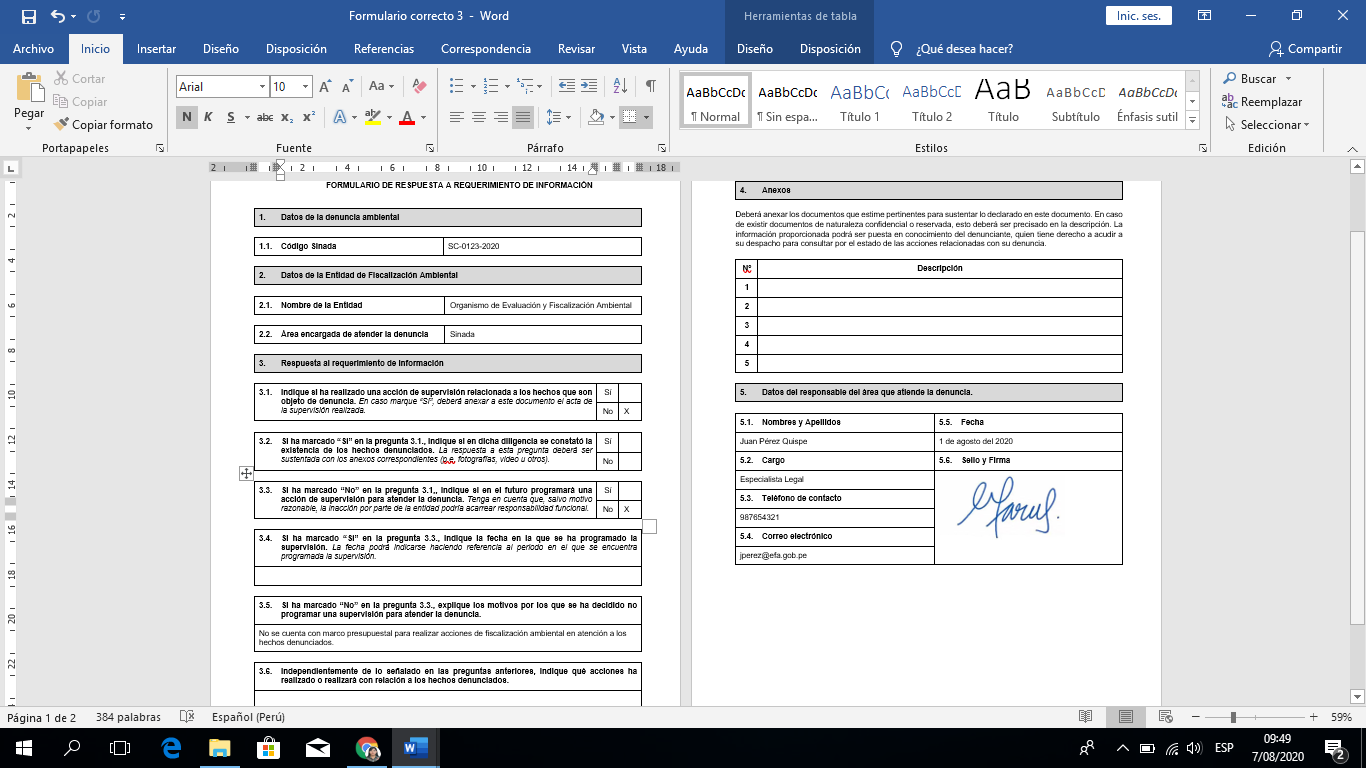 Formulario correcto 3 - Word
Herramientas de tabla
Inic. ses.
Archivo Inicio Insertar Diseño Disposición Referencias Correspondencia Revisar Vista Ayuda Diseño Disposición ¿Qué desea hacer? Compartir
Pegar
Cortar
Copiar
Copiar formato
Portapapeles
Arial 10
N K S abc x₂ x²
Fuente
Párrafo
AaBbCcDc AaBbCcDc AaBbCc AaBbCcD AaB AaBbCcD AaBbCcDc
¶ Normal ¶ Sin espa... Título 1 Título 2 Título Subtítulo Énfasis sutil
Estilos
Buscar
Reemplazar
Seleccionar
Edición
2 2 4 6 8 10 12 14 18
FORMULARIO DE RESPUESTA A REQUERIMIENTO DE INFORMACIÓN
1. Datos de la denuncia ambiental
1.1. Código Sinada SC-0123-2020
2. Datos de la Entidad de Fiscalización Ambiental
2.1. Nombre de la Entidad Organismo de Evaluación y Fiscalización Ambiental
2.2. Área encargada de atender la denuncia Sinada
3. Respuesta al requerimiento de información
3.1. Indique si ha realizado una acción de supervisión relacionada a los hechos que son
objeto de denuncia. En caso marque “Sí”, deberá anexar a este documento el acta de
la supervisión realizada.
Sí
No X
3.2. Si ha marcado “Sí” en la pregunta 3.1., indique si en dicha diligencia se constató la
existencia de los hechos denunciados. La respuesta a esta pregunta deberá ser
sustentada con los anexos correspondientes (p.e. fotografías, video u otros).
Sí
No
3.3. Si ha marcado “No” en la pregunta 3.1., indique si en el futuro programará una
acción de supervisión para atender la denuncia. Tenga en cuenta que, salvo motivo
razonable, la inacción por parte de la entidad podría acarrear responsabilidad funcional.
Sí
No X
3.4. Si ha marcado “Sí” en la pregunta 3.3., indique la fecha en la que se ha programado la
supervisión. La fecha podrá indicarse haciendo referencia al periodo en el que se encuentra
programada la supervisión.
3.5. Si ha marcado “No” en la pregunta 3.3., explique los motivos por los que se ha decidido no
programar una supervisión para atender la denuncia.
No se cuenta con marco presupuestal para realizar acciones de fiscalización ambiental en atención a los
hechos denunciados.
3.6. Independientemente de lo señalado en las preguntas anteriores, indique qué acciones ha
realizado o realizará con relación a los hechos denunciados.
4. Anexos
Deberá anexar los documentos que estime pertinentes para sustentar lo declarado en este documento. En caso
de existir documentos de naturaleza confidencial o reservada, esto deberá ser precisado en la descripción. La
información proporcionada podrá ser puesta en conocimiento del denunciante, quien tiene derecho a acudir a
su despacho para consultar por el estado de las acciones relacionadas con su denuncia.
N° Descripción
1
2
3
4
5
5. Datos del responsable del área que atiende la denuncia.
5.1. Nombres y Apellidos 5.5. Fecha
Juan Pérez Quispe 1 de agosto del 2020
5.2. Cargo 5.6. Sello y Firma
Especialista Legal
5.3. Teléfono de contacto
987654321
5.4. Correo electrónico
jperez@efa.gob.pe
Página 1 de 2 384 palabras Español (Perú) 59%
ESP
09:49
7/08/2020
2